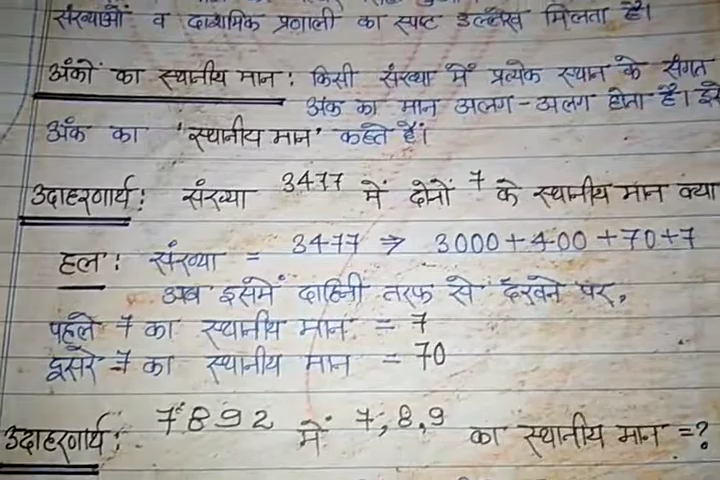 संख्याओं व दाशमिक प्रणाली का स्पष्ट उल्लेख मिलता है।
अंकों का स्थानीय मान : किसी संख्या में प्रत्येक स्थान के संगत
अंक का मान अलग-अलग होता है। इसे
अंक का 'स्थानीय मान' कहते हैं।
उदाहरणार्थ : संख्या 3477 में दोनों 7 के स्थानीय मान क्या
हल : संख्या = 3477 ⇒ 3000+400+70+7
अब इसमें दाहिनी तरफ से देखने पर,
पहले 7 का स्थानीय मान = 7
दूसरे 7 का स्थानीय मान = 70
उदाहरणार्थ : 7892 में 7,8,9 का स्थानीय मान =?